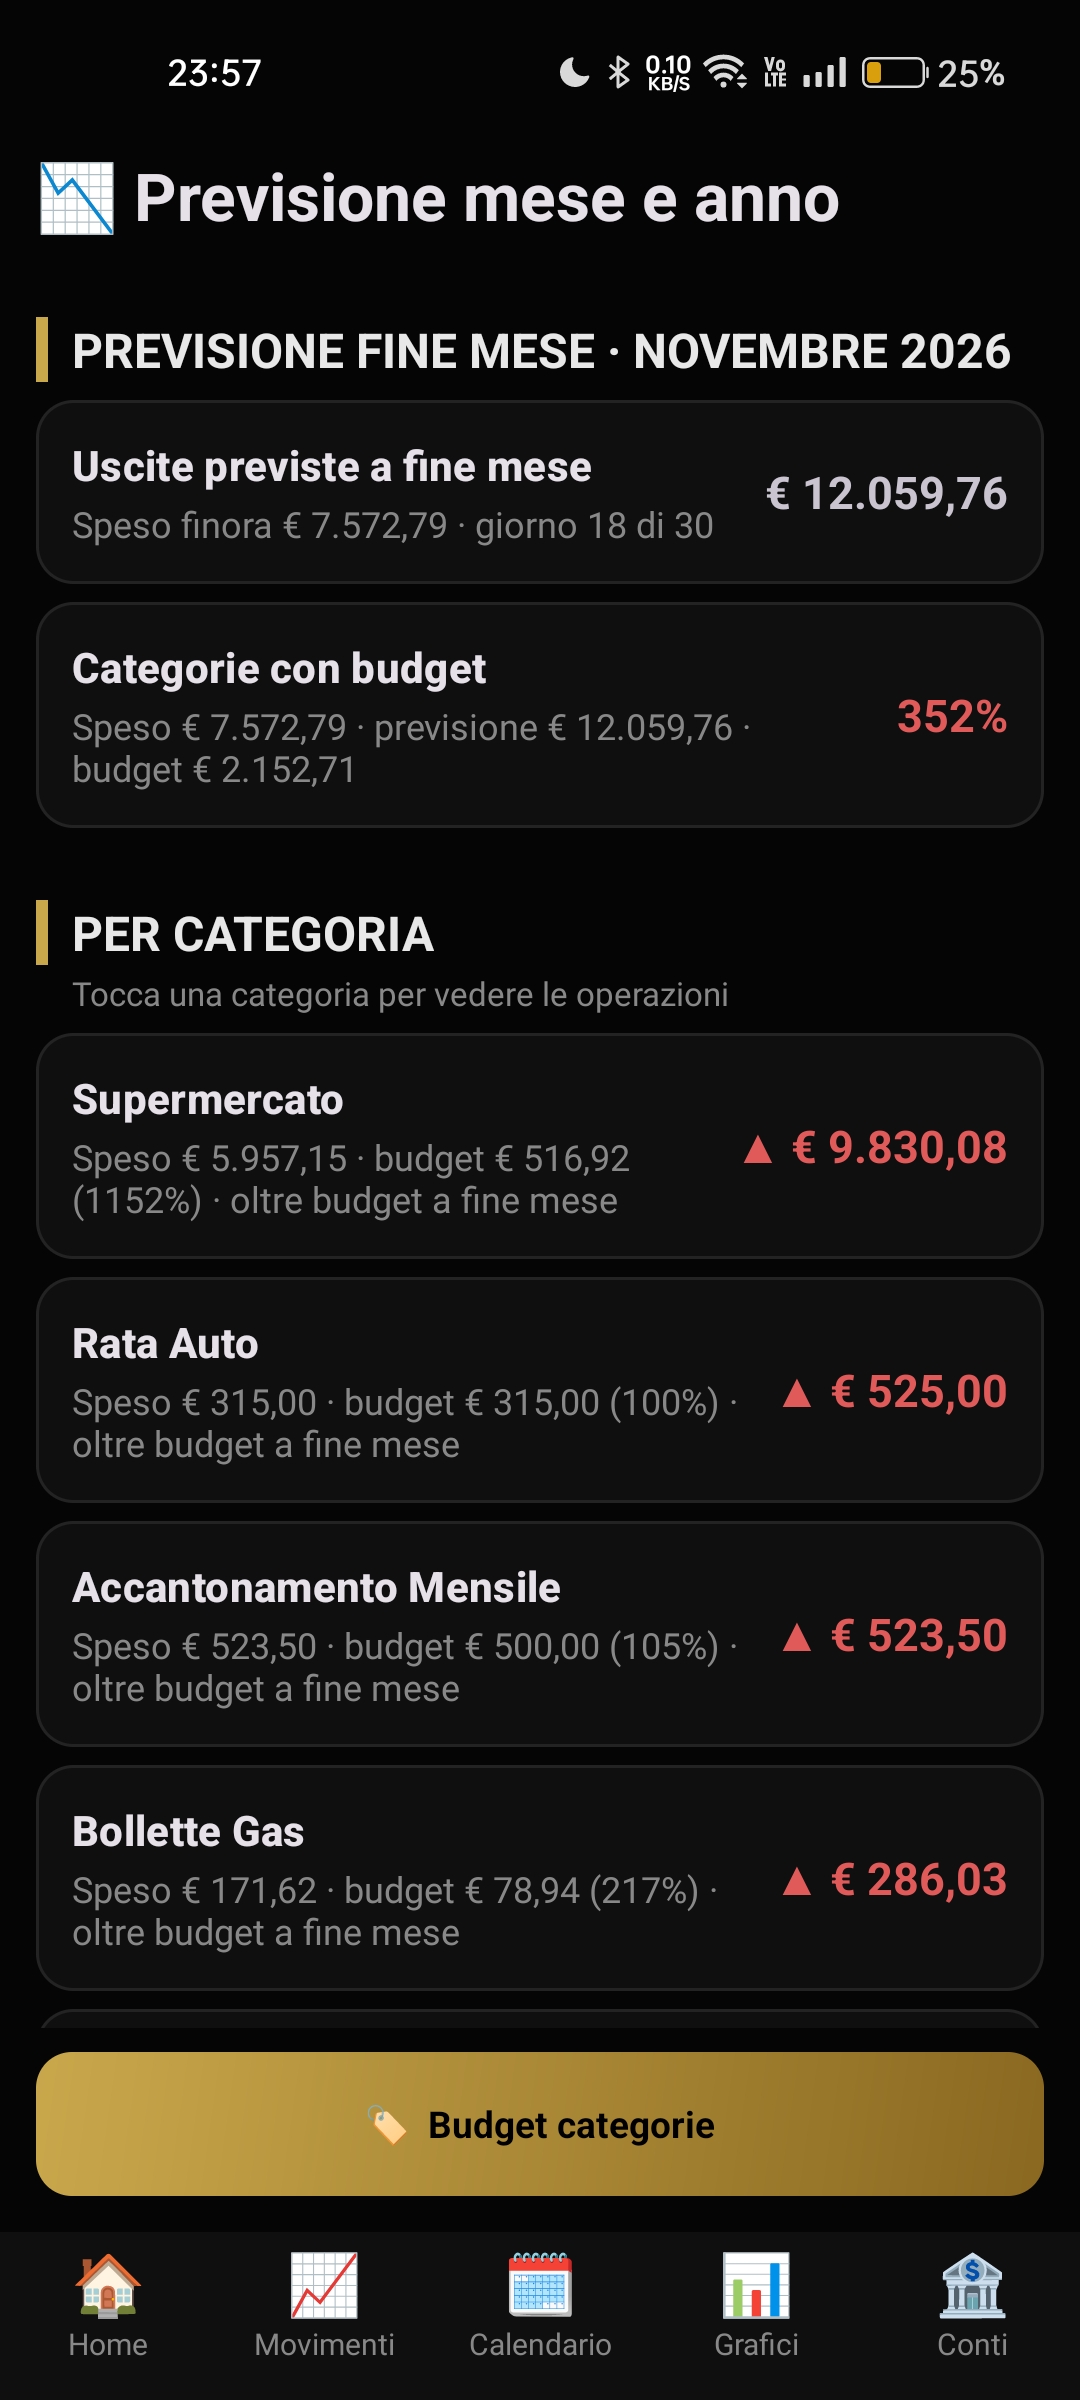 23:57
0.10 KB/S
Vo LTE
25%
Previsione mese e anno
PREVISIONE FINE MESE · NOVEMBRE 2026
Uscite previste a fine mese
€ 12.059,76
Speso finora € 7.572,79 · giorno 18 di 30
Categorie con budget
352%
Speso € 7.572,79 · previsione € 12.059,76 ·
budget € 2.152,71
PER CATEGORIA
Tocca una categoria per vedere le operazioni
Supermercato
▲ € 9.830,08
Speso € 5.957,15 · budget € 516,92
(1152%) · oltre budget a fine mese
Rata Auto
▲ € 525,00
Speso € 315,00 · budget € 315,00 (100%) ·
oltre budget a fine mese
Accantonamento Mensile
▲ € 523,50
Speso € 523,50 · budget € 500,00 (105%) ·
oltre budget a fine mese
Bollette Gas
▲ € 286,03
Speso € 171,62 · budget € 78,94 (217%) ·
oltre budget a fine mese
Budget categorie
Home
Movimenti
Calendario
Grafici
Conti